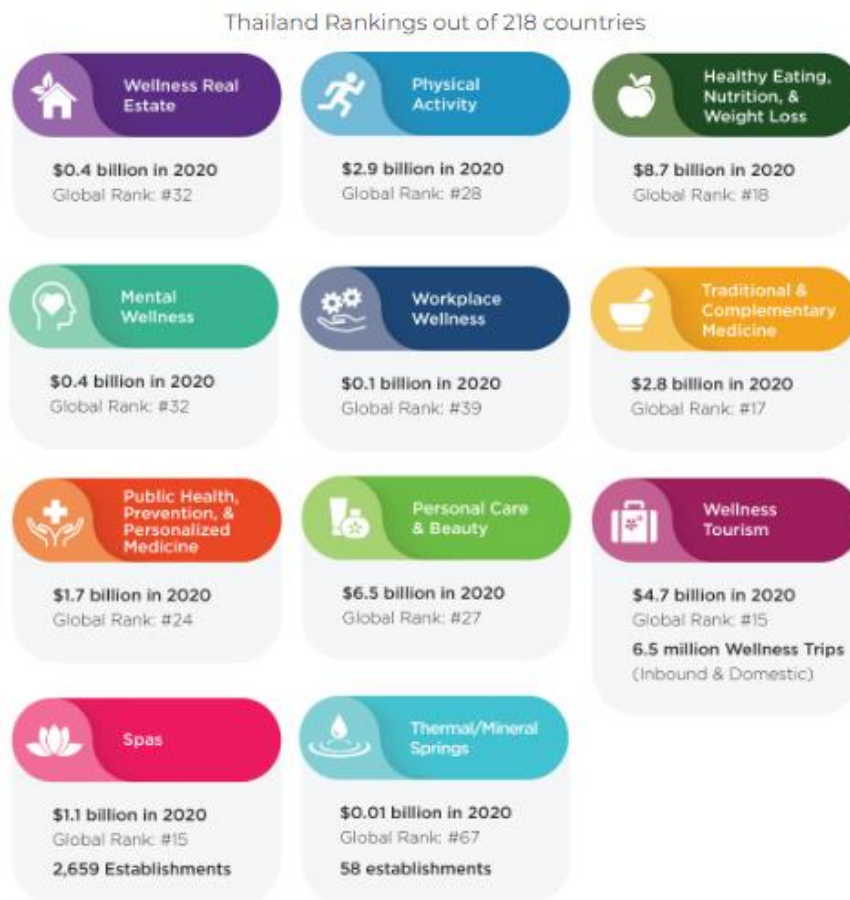 Thailand Rankings out of 218 countries
Wellness Real
Estate
$0.4 billion in 2020
Global Rank: #32
Physical
Activity
$2.9 billion in 2020
Global Rank: #28
Healthy Eating,
Nutrition, &
Weight Loss
$8.7 billion in 2020
Global Rank: #18
Mental
Wellness
$0.4 billion in 2020
Global Rank: #32
Workplace
Wellness
$0.1 billion in 2020
Global Rank: #39
Traditional &
Complementary
Medicine
$2.8 billion in 2020
Global Rank: #17
Public Health,
Prevention, &
Personalized
Medicine
$1.7 billion in 2020
Global Rank: #24
Personal Care
& Beauty
$6.5 billion in 2020
Global Rank: #27
Wellness
Tourism
$4.7 billion in 2020
Global Rank: #15
6.5 million Wellness Trips
(Inbound & Domestic)
Spas
$1.1 billion in 2020
Global Rank: #15
2,659 Establishments
Thermal/Mineral
Springs
$0.01 billion in 2020
Global Rank: #67
58 establishments